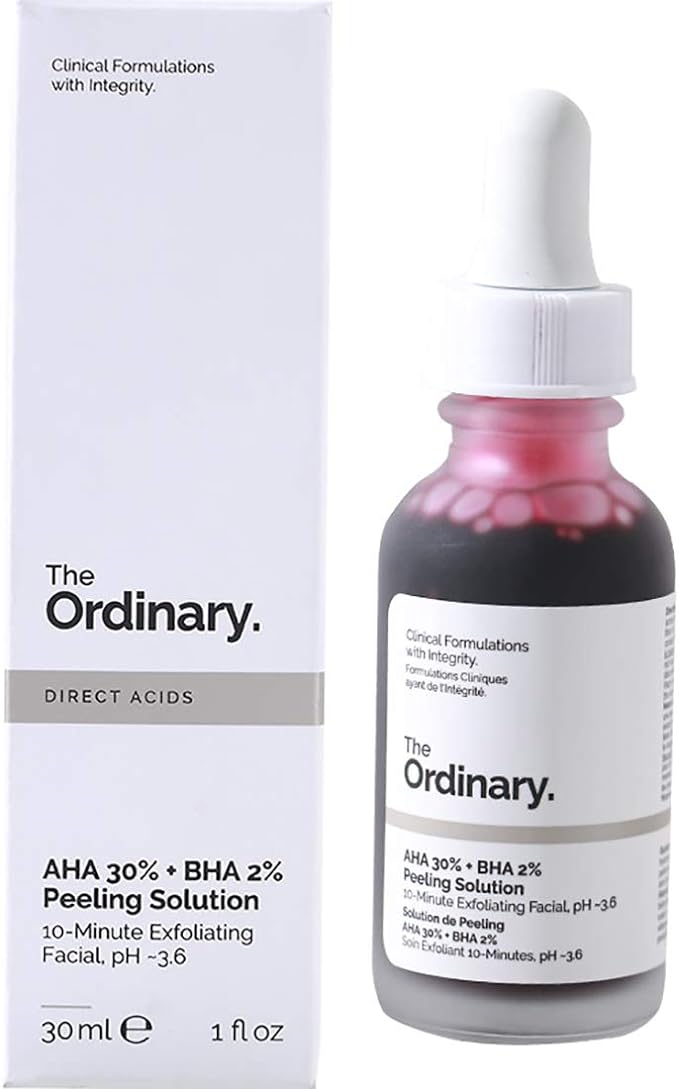 Clinical Formulations
with Integrity.
The
Ordinary.
DIRECT ACIDS
AHA 30% + BHA 2%
Peeling Solution
10-Minute Exfoliating
Facial, pH ~3.6
30 ml ℮ 1 fl oz
Clinical Formulations
with Integrity.
Formulations Cliniques
ayant de l'Intégrité.
The
Ordinary.
AHA 30% + BHA 2%
Peeling Solution
10-Minute Exfoliating Facial, pH ~3.6
Solution de Peeling
AHA 30% + BHA 2%
Soin Exfoliant 10-Minutes, pH ~3.6